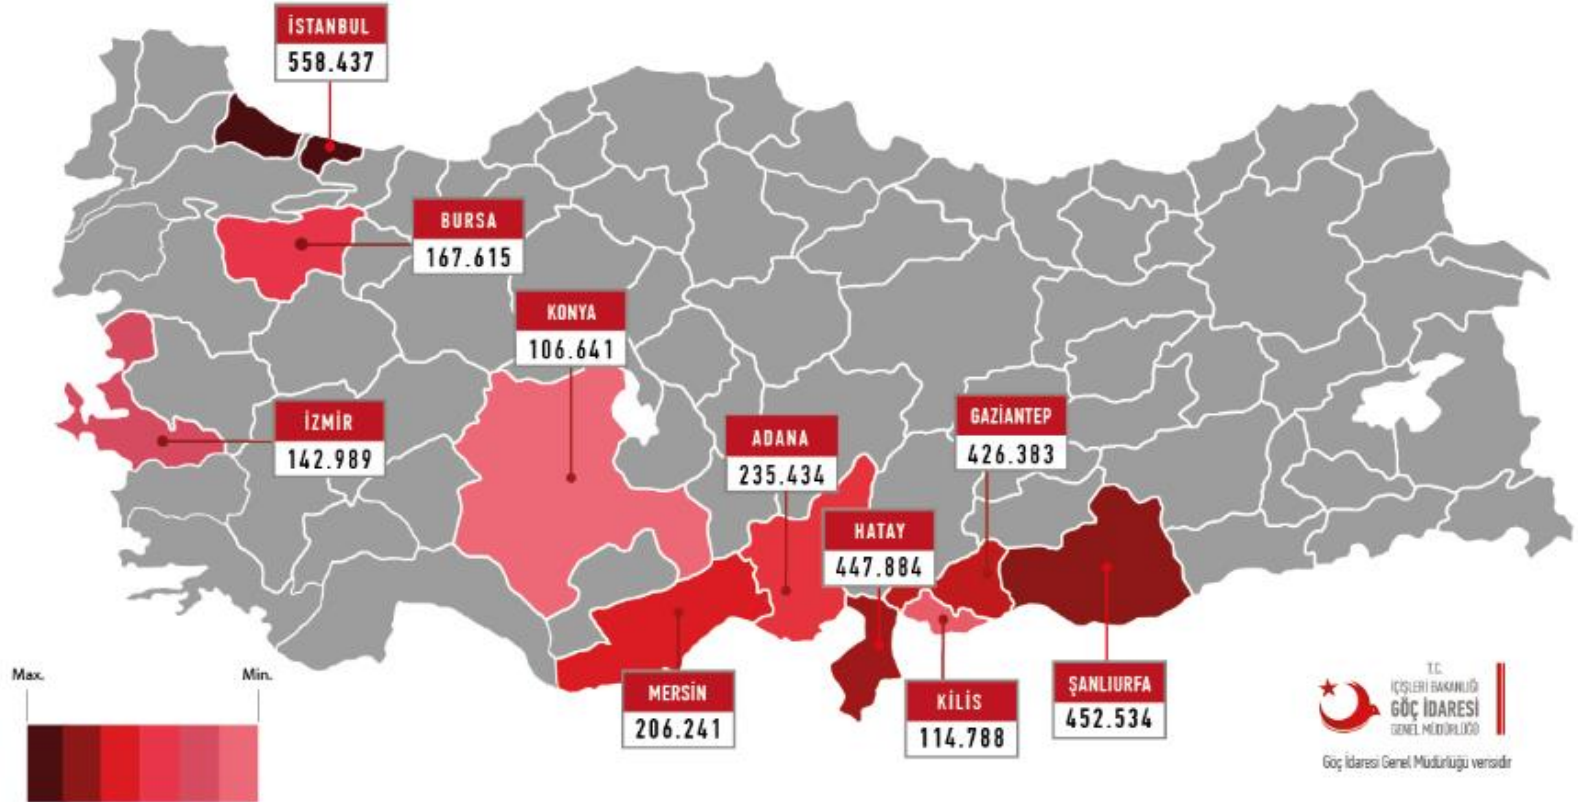 İSTANBUL
558.437
BURSA
167.615
KONYA
106.641
İZMİR
142.989
ADANA
235.434
GAZİANTEP
426.383
HATAY
447.884
MERSİN
206.241
KİLİS
114.788
ŞANLIURFA
452.534
Max.
Min.
T.C.
İÇİŞLERİ BAKANLIĞI
GÖÇ İDARESİ
GENEL MÜDÜRLÜĞÜ
Göç İdaresi Genel Müdürlüğü verisidir